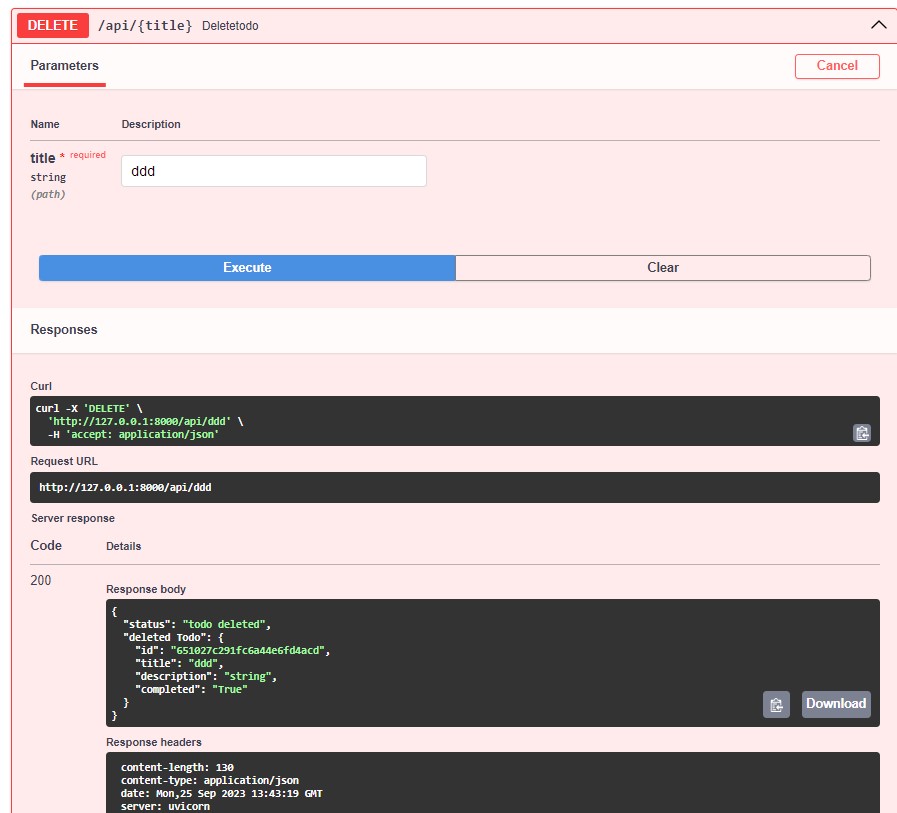 DELETE /api/{title} Deletetodo
Parameters
Cancel
Name Description
title * required
ddd
string
(path)
Execute Clear
Responses
Curl
curl -X 'DELETE' \
'http://127.0.0.1:8000/api/ddd' \
-H 'accept: application/json'
Request URL
http://127.0.0.1:8000/api/ddd
Server response
Code Details
200
Response body
{
"status": "todo deleted",
"deleted Todo": {
"id": "651027c291fc6a44e6fd4acd",
"title": "ddd",
"description": "string",
"completed": "True"
}
}
Download
Response headers
content-length: 130
content-type: application/json
date: Mon,25 Sep 2023 13:43:19 GMT
server: uvicorn